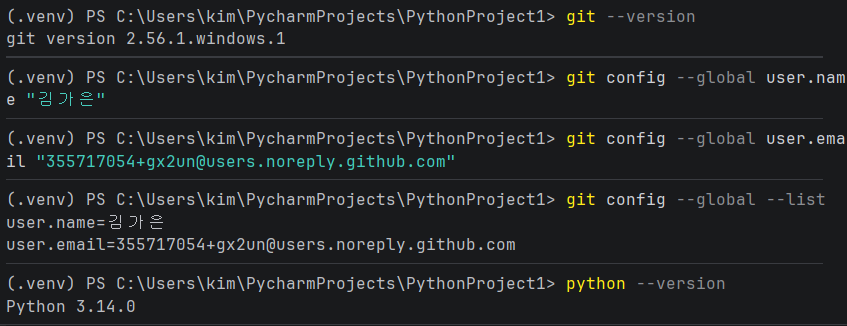 (.venv) PS C:\Users\kim\PycharmProjects\PythonProject1> git --version
git version 2.56.1.windows.1
(.venv) PS C:\Users\kim\PycharmProjects\PythonProject1> git config --global user.nam
e "김가은"
(.venv) PS C:\Users\kim\PycharmProjects\PythonProject1> git config --global user.ema
il "355717054+gx2un@users.noreply.github.com"
(.venv) PS C:\Users\kim\PycharmProjects\PythonProject1> git config --global --list
user.name=김가은
user.email=355717054+gx2un@users.noreply.github.com
(.venv) PS C:\Users\kim\PycharmProjects\PythonProject1> python --version
Python 3.14.0